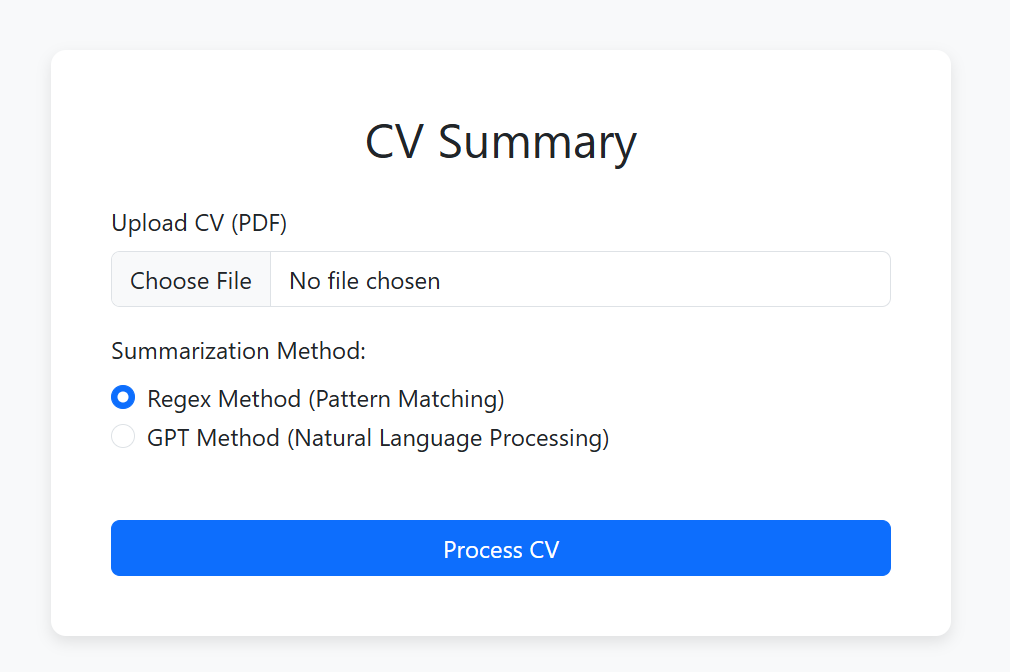 CV Summary
Upload CV (PDF)
Choose File No file chosen
Summarization Method:
Regex Method (Pattern Matching)
GPT Method (Natural Language Processing)
Process CV